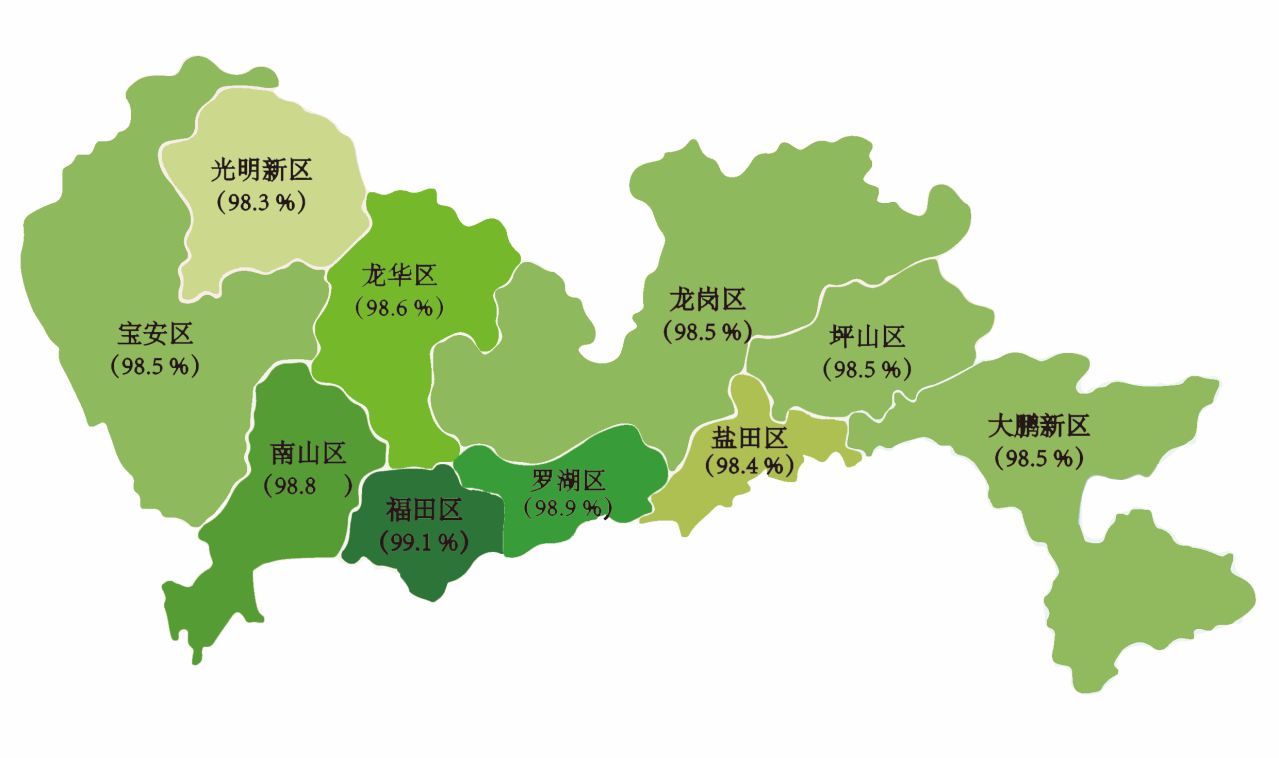 光明新区
(98.3 %)
龙华区
(98.6 %)
龙岗区
(98.5 %)
宝安区
(98.5 %)
坪山区
(98.5 %)
南山区
(98.8 )
福田区
(99.1 %)
罗湖区
(98.9 %)
盐田区
(98.4 %)
大鹏新区
(98.5 %)